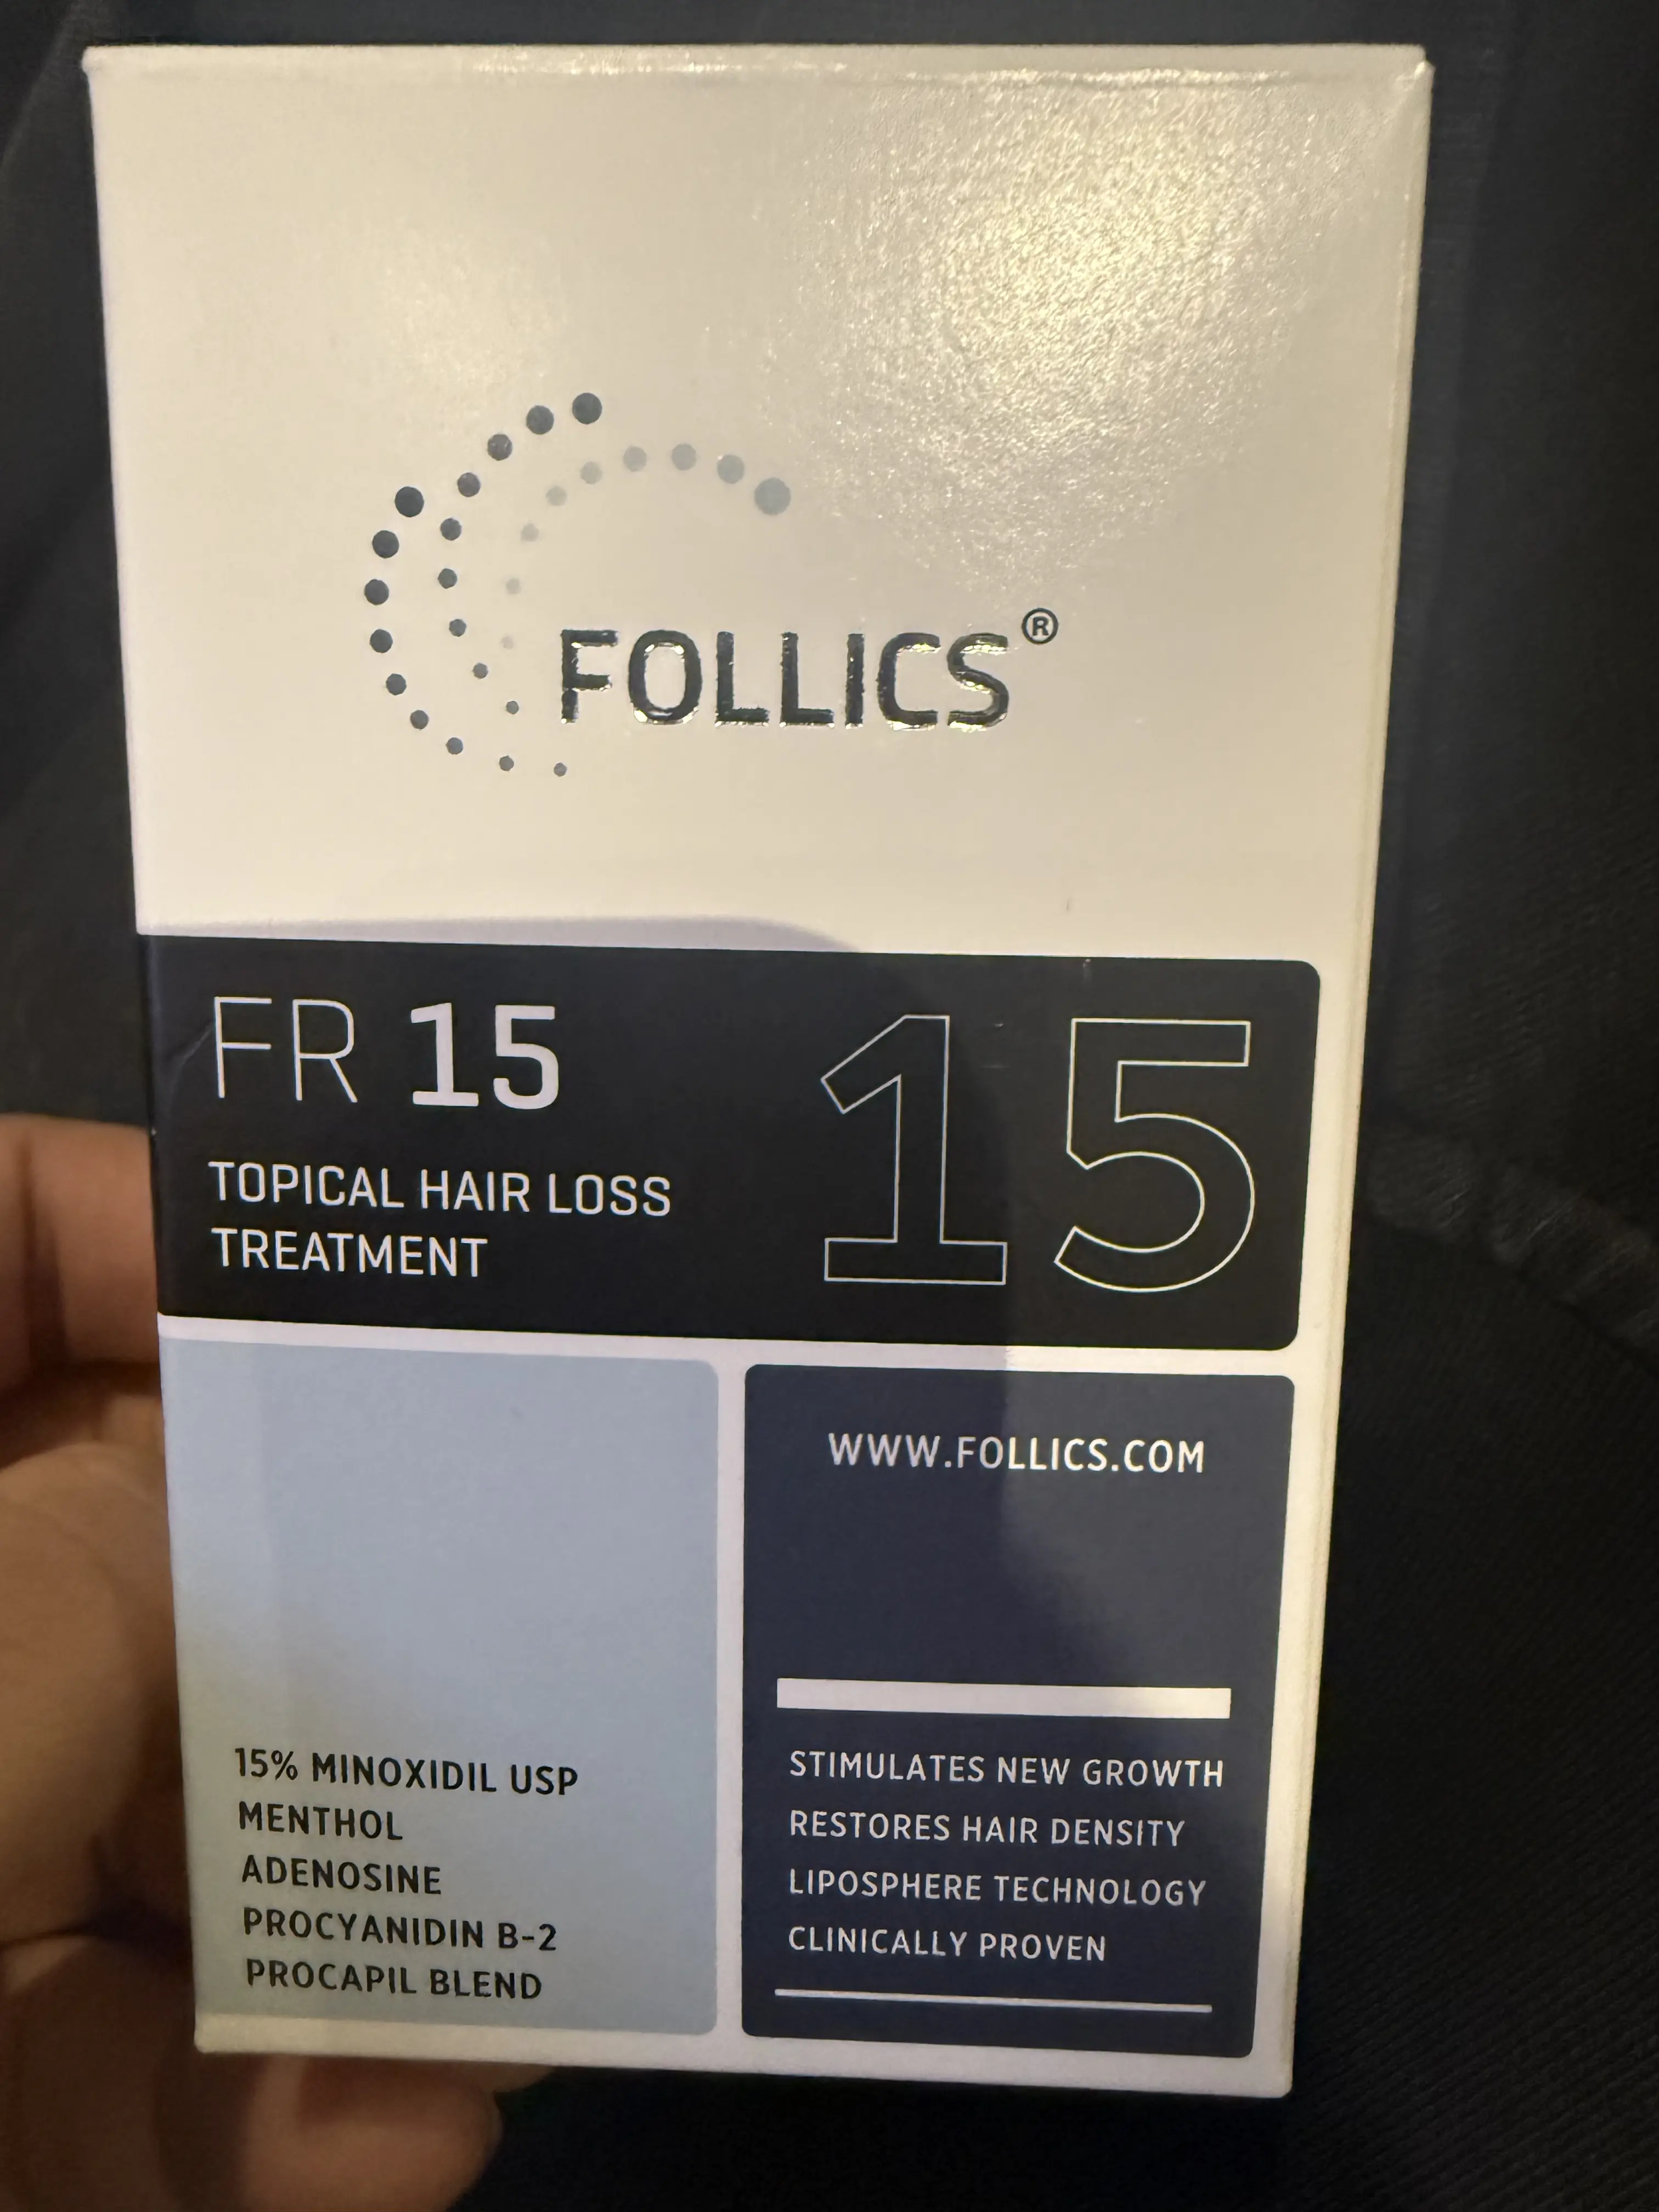 FOLLICS®
FR 15
15
TOPICAL HAIR LOSS
TREATMENT
15% MINOXIDIL USP
MENTHOL
ADENOSINE
PROCYANIDIN B-2
PROCAPIL BLEND
WWW.FOLLICS.COM
STIMULATES NEW GROWTH
RESTORES HAIR DENSITY
LIPOSPHERE TECHNOLOGY
CLINICALLY PROVEN